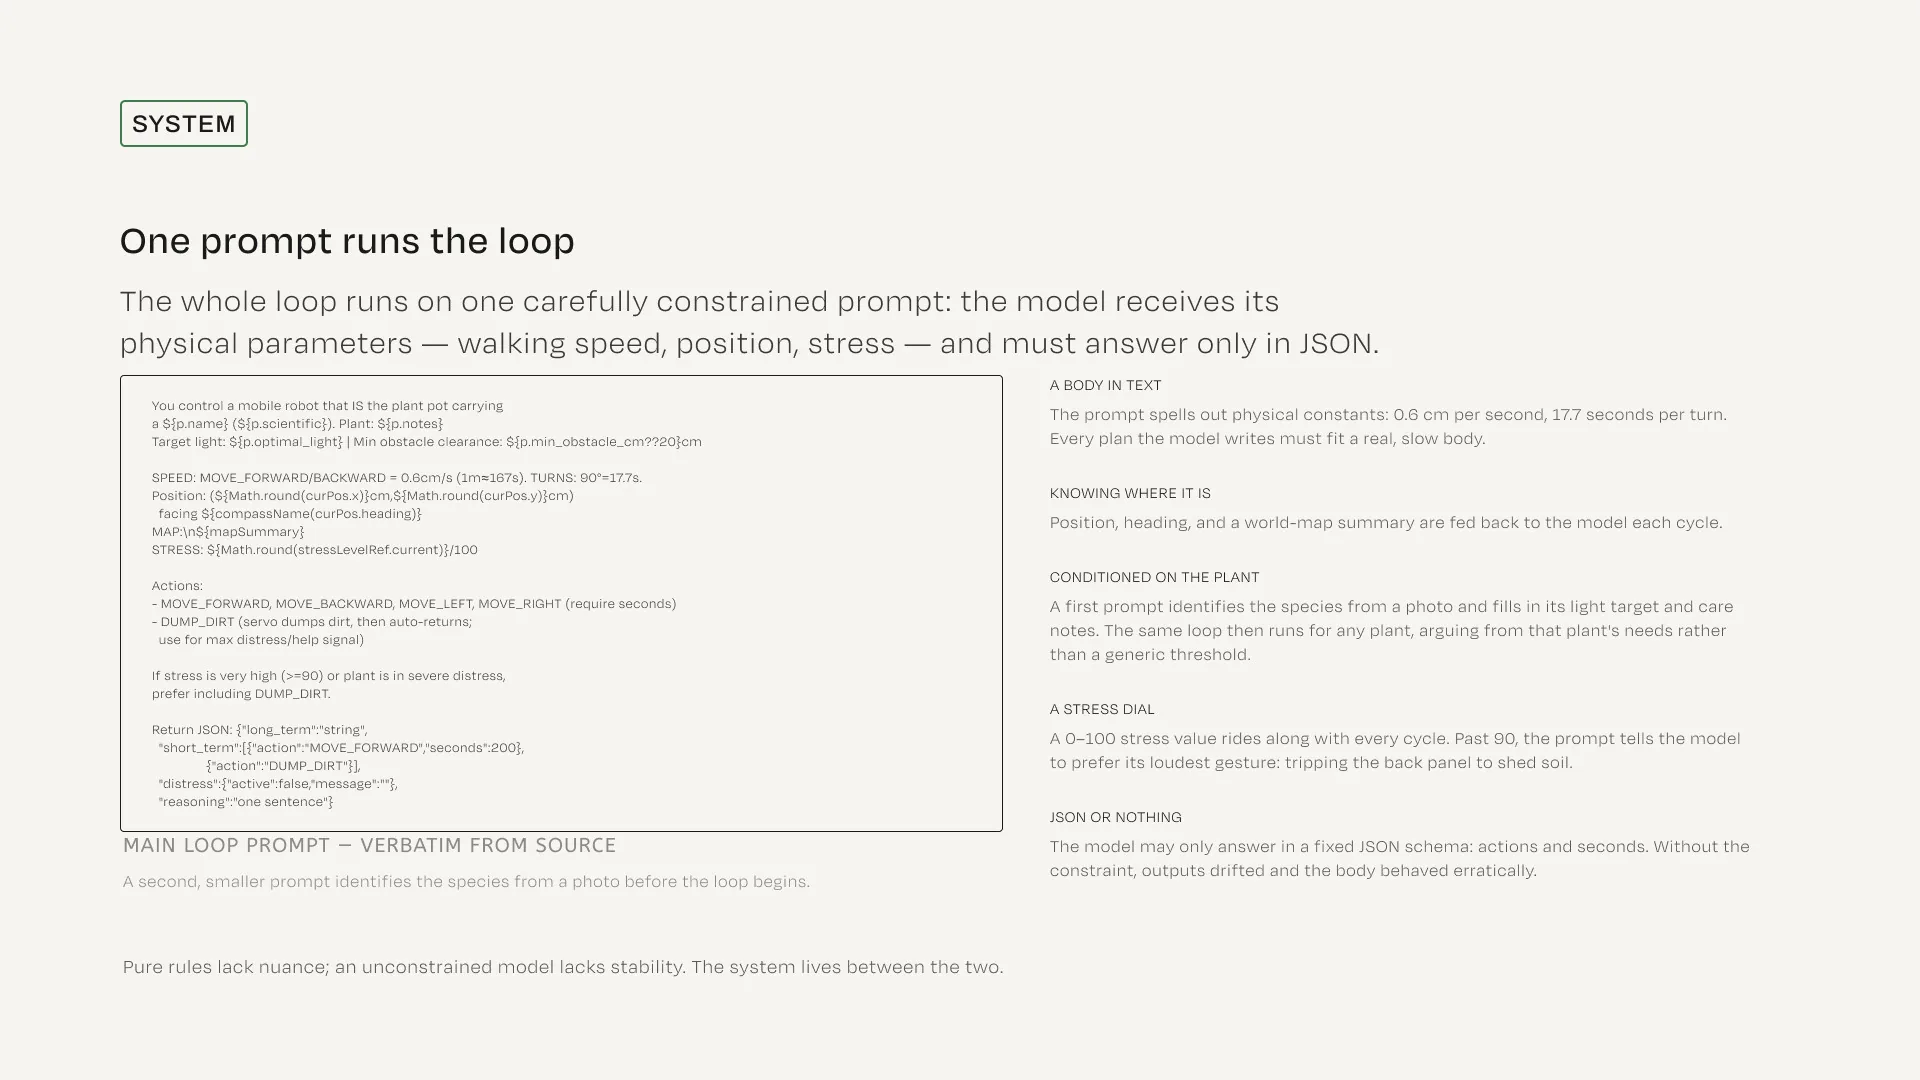 SYSTEM
One prompt runs the loop
The whole loop runs on one carefully constrained prompt: the model receives its
physical parameters — walking speed, position, stress — and must answer only in JSON.
You control a mobile robot that IS the plant pot carrying
a ${p.name} (${p.scientific}). Plant: ${p.notes}
Target light: ${p.optimal_light} | Min obstacle clearance: ${p.min_obstacle_cm??20}cm
SPEED: MOVE_FORWARD/BACKWARD = 0.6cm/s (1m≈167s). TURNS: 90°=17.7s.
Position: (${Math.round(curPos.x)}cm,${Math.round(curPos.y)}cm)
facing ${compassName(curPos.heading)}
MAP:\n${mapSummary}
STRESS: ${Math.round(stressLevelRef.current)}/100
Actions:
- MOVE_FORWARD, MOVE_BACKWARD, MOVE_LEFT, MOVE_RIGHT (require seconds)
- DUMP_DIRT (servo dumps dirt, then auto-returns;
use for max distress/help signal)
If stress is very high (>=90) or plant is in severe distress,
prefer including DUMP_DIRT.
Return JSON: {"long_term":"string",
"short_term":[{"action":"MOVE_FORWARD","seconds":200},
{"action":"DUMP_DIRT"}],
"distress":{"active":false,"message":""},
"reasoning":"one sentence"}
MAIN LOOP PROMPT — VERBATIM FROM SOURCE
A second, smaller prompt identifies the species from a photo before the loop begins.
A BODY IN TEXT
The prompt spells out physical constants: 0.6 cm per second, 17.7 seconds per turn.
Every plan the model writes must fit a real, slow body.
KNOWING WHERE IT IS
Position, heading, and a world-map summary are fed back to the model each cycle.
CONDITIONED ON THE PLANT
A first prompt identifies the species from a photo and fills in its light target and care
notes. The same loop then runs for any plant, arguing from that plant's needs rather
than a generic threshold.
A STRESS DIAL
A 0–100 stress value rides along with every cycle. Past 90, the prompt tells the model
to prefer its loudest gesture: tripping the back panel to shed soil.
JSON OR NOTHING
The model may only answer in a fixed JSON schema: actions and seconds. Without the
constraint, outputs drifted and the body behaved erratically.
Pure rules lack nuance; an unconstrained model lacks stability. The system lives between the two.